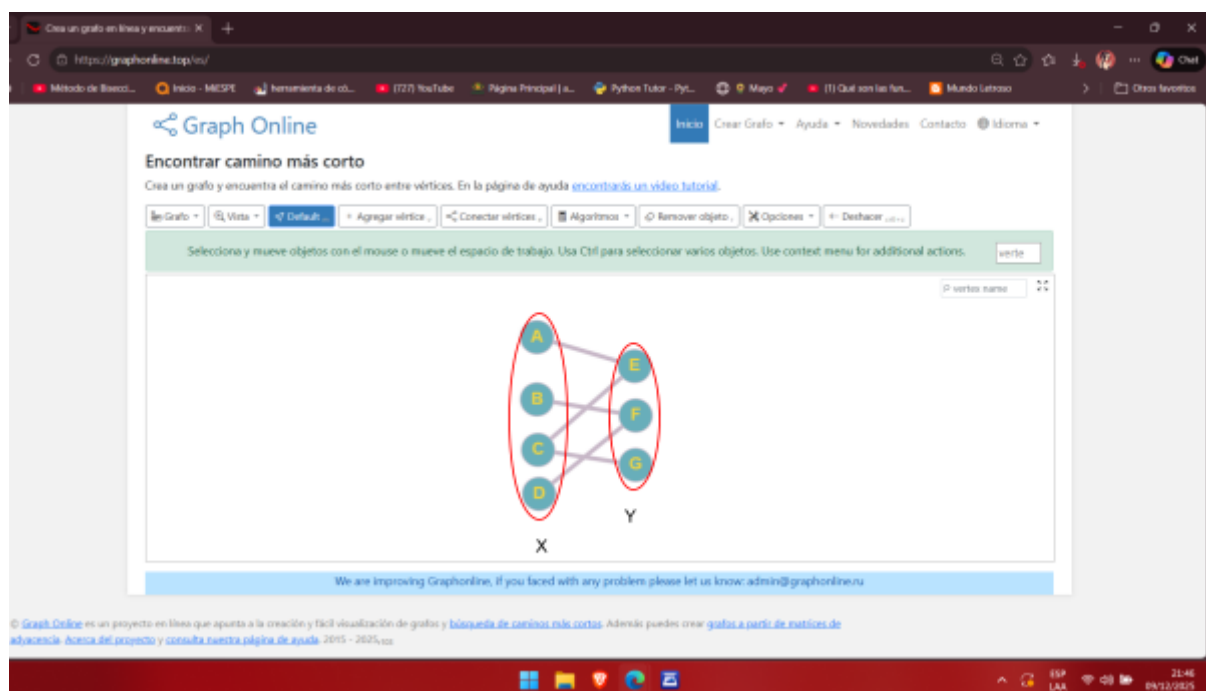 Crea un grafo en línea y encuentra
https://graphonline.top/es/
Chat
Método de Bisecci...
Inicio - MiESPE
herramienta de có...
(727) YouTube
Página Principal | a...
Python Tutor - Pyt...
Mayo
(1) Qué son las fun...
Mundo Letroso
Otros favoritos
Graph Online
Inicio Crear Grafo Ayuda Novedades Contacto Idioma
Encontrar camino más corto
Crea un grafo y encuentra el camino más corto entre vértices. En la página de ayuda encontrarás un vídeo tutorial.
Grafo Vista Default Agregar vértice Conectar vértices Algoritmos Remover objeto Opciones Deshacer
Selecciona y mueve objetos con el mouse o mueve el espacio de trabajo. Usa Ctrl para seleccionar varios objetos. Use context menu for additional actions.
verte
vertex name
A
E
B
F
C
G
D
Y
X
We are improving Graphonline, if you faced with any problem please let us know: admin@graphonline.ru
© Graph Online es un proyecto en línea que apunta a la creación y fácil visualización de grafos y búsqueda de caminos más cortos. Además puedes crear grafos a partir de matrices de
adyacencia. Acerca del proyecto y consulta nuestra página de ayuda. 2015 - 2025
ESP
LAA
21:46
09/12/2025